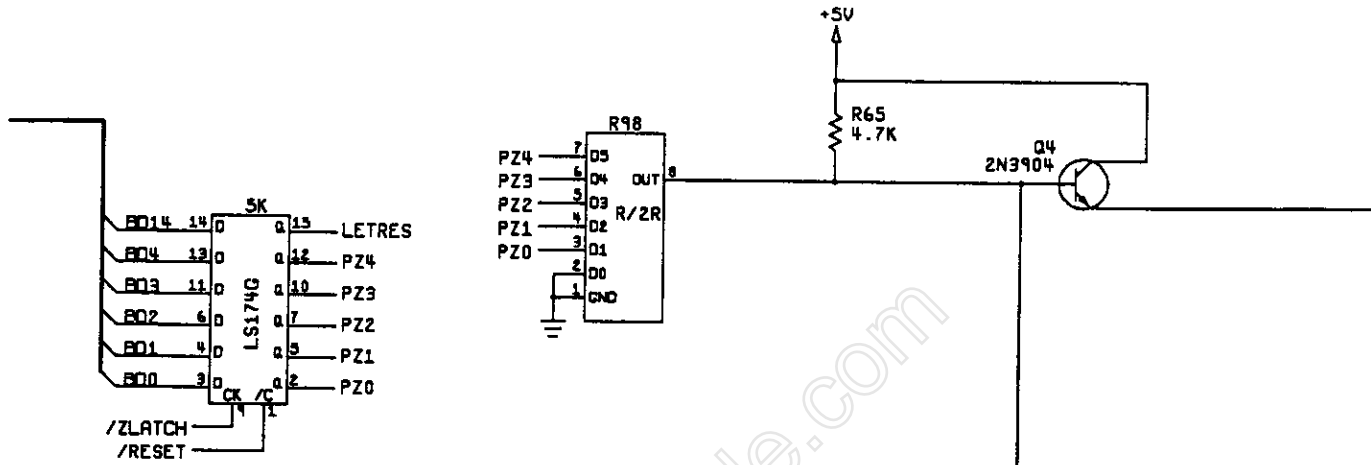 +5V
R65
4.7K
Q4
2N3904
R98
PZ4 7 D5
PZ3 6 D4 OUT 8
PZ2 5 D3
PZ1 4 D2 R/2R
PZ0 3 D1
2 D0
1 GND
5K
BD14 14 D Q 15 LETRES
BD4 13 D Q 12 PZ4
BD3 11 D Q 10 PZ3
BD2 6 D Q 7 PZ2
BD1 4 D Q 5 PZ1
BD0 3 D Q 2 PZ0
LS174G
CK /C
9 1
/ZLATCH
/RESET
de.com